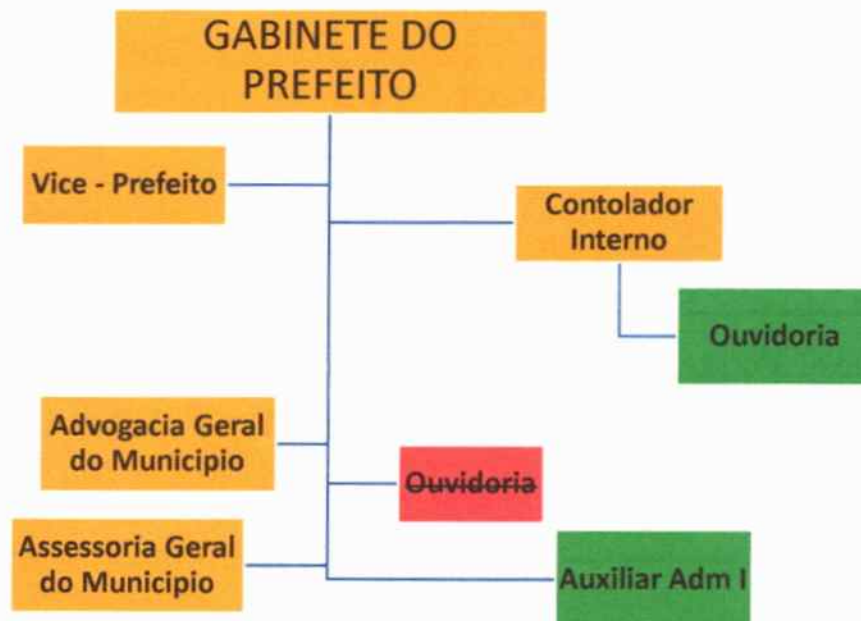 GABINETE DO
PREFEITO
Vice - Prefeito
Contolador
Interno
Ouvidoria
Advogacia Geral
do Municipio
Ouvidoria
Assessoria Geral
do Municipio
Auxiliar Adm I